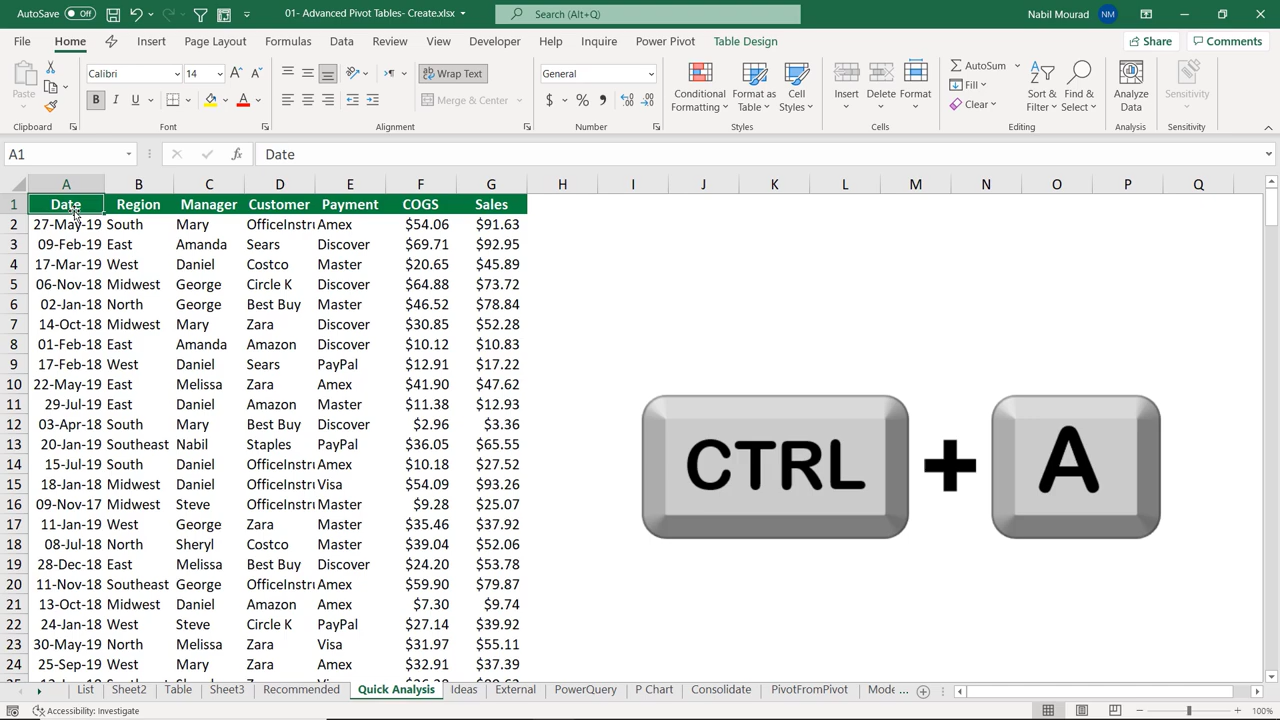 AutoSave Off 01- Advanced Pivot Tables- Create.xlsx Search (Alt+Q) Nabil Mourad NM
File Home Insert Page Layout Formulas Data Review View Developer Help Inquire Power Pivot Table Design Share Comments
Paste Calibri 14 Wrap Text General Conditional Formatting Format as Table Cell Styles Insert Delete Format AutoSum Fill Clear Sort & Filter Find & Select Analyze Data Sensitivity
B I U A Merge & Center $ % 9
Clipboard Font Alignment Number Styles Cells Editing Analysis Sensitivity
A1 fx Date
A B C D E F G H I J K L M N O P Q
1 Date Region Manager Customer Payment COGS Sales
2 27-May-19 South Mary OfficeInstru Amex $54.06 $91.63
3 09-Feb-19 East Amanda Sears Discover $69.71 $92.95
4 17-Mar-19 West Daniel Costco Master $20.65 $45.89
5 06-Nov-18 Midwest George Circle K Discover $64.88 $73.72
6 02-Jan-18 North George Best Buy Master $46.52 $78.84
7 14-Oct-18 Midwest Mary Zara Discover $30.85 $52.28
8 01-Feb-18 East Amanda Amazon Discover $10.12 $10.83
9 17-Feb-18 West Daniel Sears PayPal $12.91 $17.22
10 22-May-19 East Melissa Zara Amex $41.90 $47.62
11 29-Jul-19 East Daniel Amazon Master $11.38 $12.93
12 03-Apr-18 South Mary Best Buy Discover $2.96 $3.36
13 20-Jan-19 Southeast Nabil Staples PayPal $36.05 $65.55
14 15-Jul-19 South Daniel OfficeInstru Amex $10.18 $27.52
15 18-Jan-18 Midwest Daniel OfficeInstru Visa $54.09 $93.26
16 09-Nov-17 Midwest Steve OfficeInstru Master $9.28 $25.07
17 11-Jan-19 West George Zara Master $35.46 $37.92
18 08-Jul-18 North Sheryl Costco Master $39.04 $52.06
19 28-Dec-18 East Melissa Best Buy Discover $24.20 $53.78
20 11-Nov-18 Southeast George OfficeInstru Amex $59.90 $79.87
21 13-Oct-18 Midwest Daniel Amazon Amex $7.30 $9.74
22 24-Jan-18 West Steve Circle K PayPal $27.14 $39.92
23 30-May-19 North Melissa Zara Visa $31.97 $55.11
24 25-Sep-19 West Mary Zara Amex $32.91 $37.39
CTRL + A
List Sheet2 Table Sheet3 Recommended Quick Analysis Ideas External PowerQuery P Chart Consolidate PivotFromPivot Mode ...
Accessibility: Investigate 100%